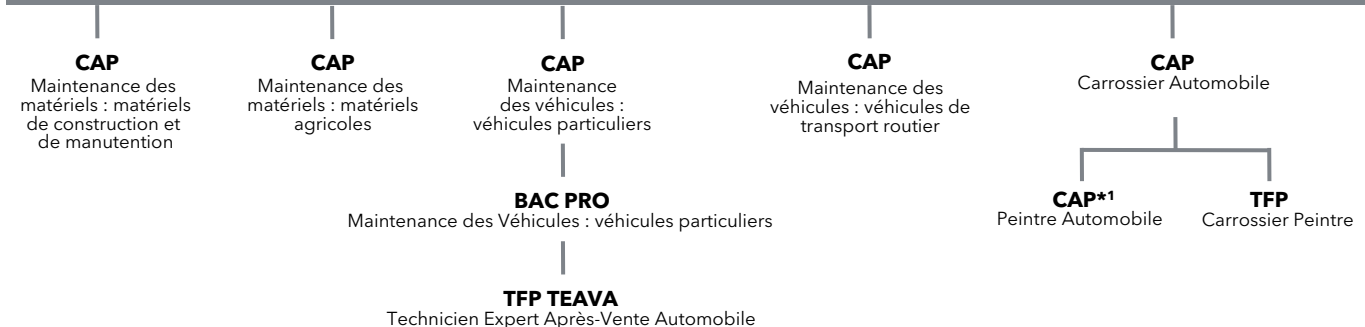 CAP
Maintenance des
matériels : matériels
de construction et
de manutention
CAP
Maintenance des
matériels : matériels
agricoles
CAP
Maintenance
des véhicules :
véhicules particuliers
CAP
Maintenance des
véhicules : véhicules de
transport routier
CAP
Carrossier Automobile
BAC PRO
Maintenance des Véhicules : véhicules particuliers
CAP*¹
Peintre Automobile
TFP
Carrossier Peintre
TFP TEAVA
Technicien Expert Après-Vente Automobile